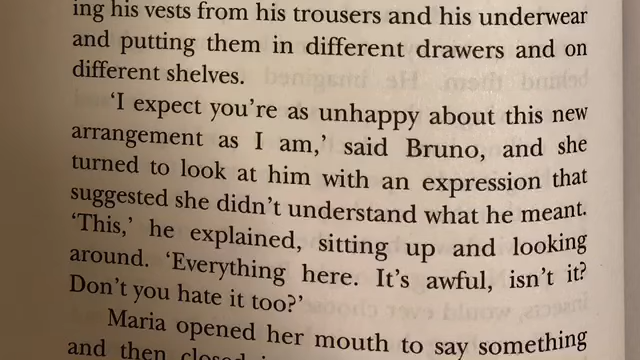 ing his vests from his trousers and his underwear
and putting them in different drawers and on
different shelves.
‘I expect you’re as unhappy about this new
arrangement as I am,’ said Bruno, and she
turned to look at him with an expression that
suggested she didn’t understand what he meant.
‘This,’ he explained, sitting up and looking
around. ‘Everything here. It’s awful, isn’t it?
Don’t you hate it too?’
Maria opened her mouth to say something
and then closed